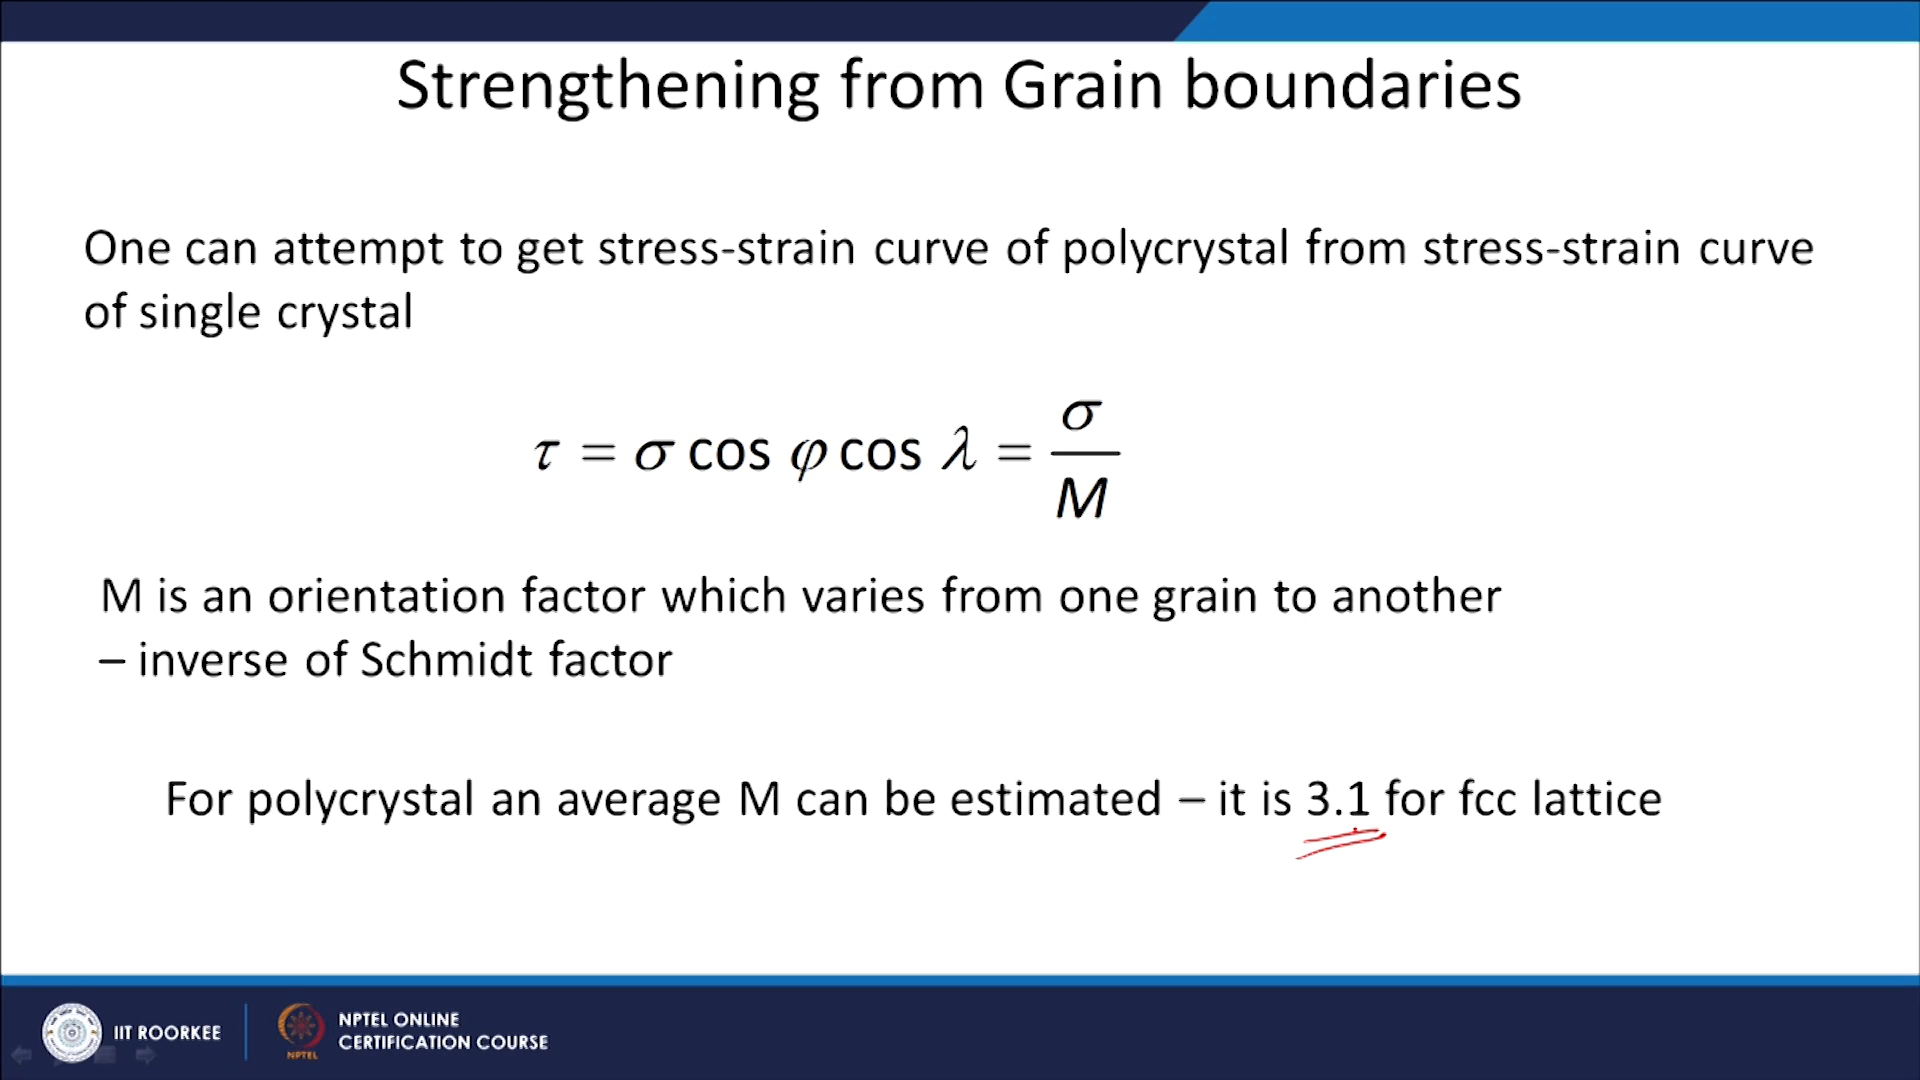 Strengthening from Grain boundaries
One can attempt to get stress-strain curve of polycrystal from stress-strain curve
of single crystal
τ = σ cos φ cos λ = σ / M
M is an orientation factor which varies from one grain to another
– inverse of Schmidt factor
For polycrystal an average M can be estimated – it is 3.1 for fcc lattice
IIT ROORKEE
NPTEL
NPTEL ONLINE
CERTIFICATION COURSE